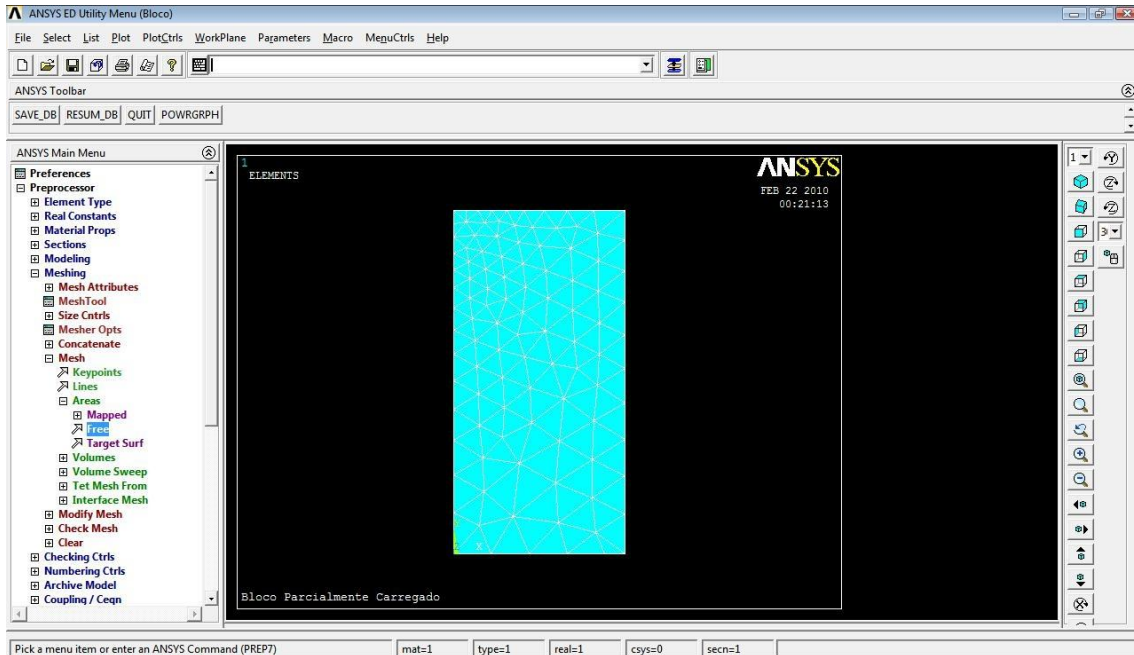 ANSYS ED Utility Menu (Bloco)
File Select List Plot PlotCtrls WorkPlane Parameters Macro MenuCtrls Help
ANSYS Toolbar
SAVE_DB RESUM_DB QUIT POWRGRPH
ANSYS Main Menu
Preferences
Preprocessor
Element Type
Real Constants
Material Props
Sections
Modeling
Meshing
Mesh Attributes
MeshTool
Size Cntrls
Mesher Opts
Concatenate
Mesh
Keypoints
Lines
Areas
Mapped
Free
Target Surf
Volumes
Volume Sweep
Tet Mesh From
Interface Mesh
Modify Mesh
Check Mesh
Clear
Checking Ctrls
Numbering Ctrls
Archive Model
Coupling / Ceqn
1
ELEMENTS
ANSYS
FEB 22 2010
00:21:13
Z X
Bloco Parcialmente Carregado
1
Pick a menu item or enter an ANSYS Command (PREP7) mat=1 type=1 real=1 csys=0 secn=1